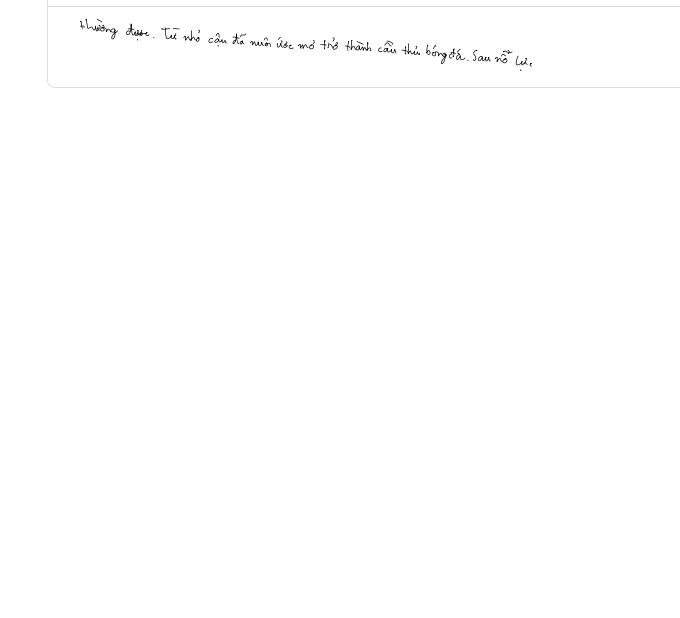 thường được. Từ nhỏ cậu đã nuôi ước mơ trở thành cầu thủ bóng đá. Sau nỗ lực